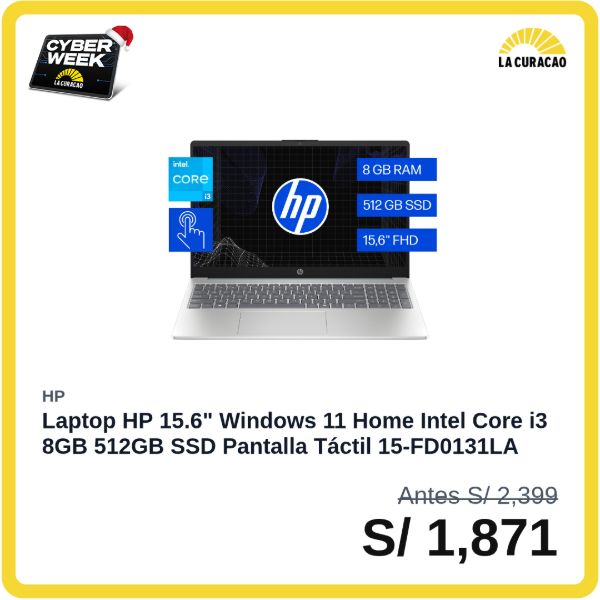 CYBER
WEEK
LA CURACAO
LA CURACAO
intel
CORE
i3
hp
8 GB RAM
512 GB SSD
15,6" FHD
hp
HP
Laptop HP 15.6" Windows 11 Home Intel Core i3
8GB 512GB SSD Pantalla Táctil 15-FD0131LA
Antes S/ 2,399
S/ 1,871